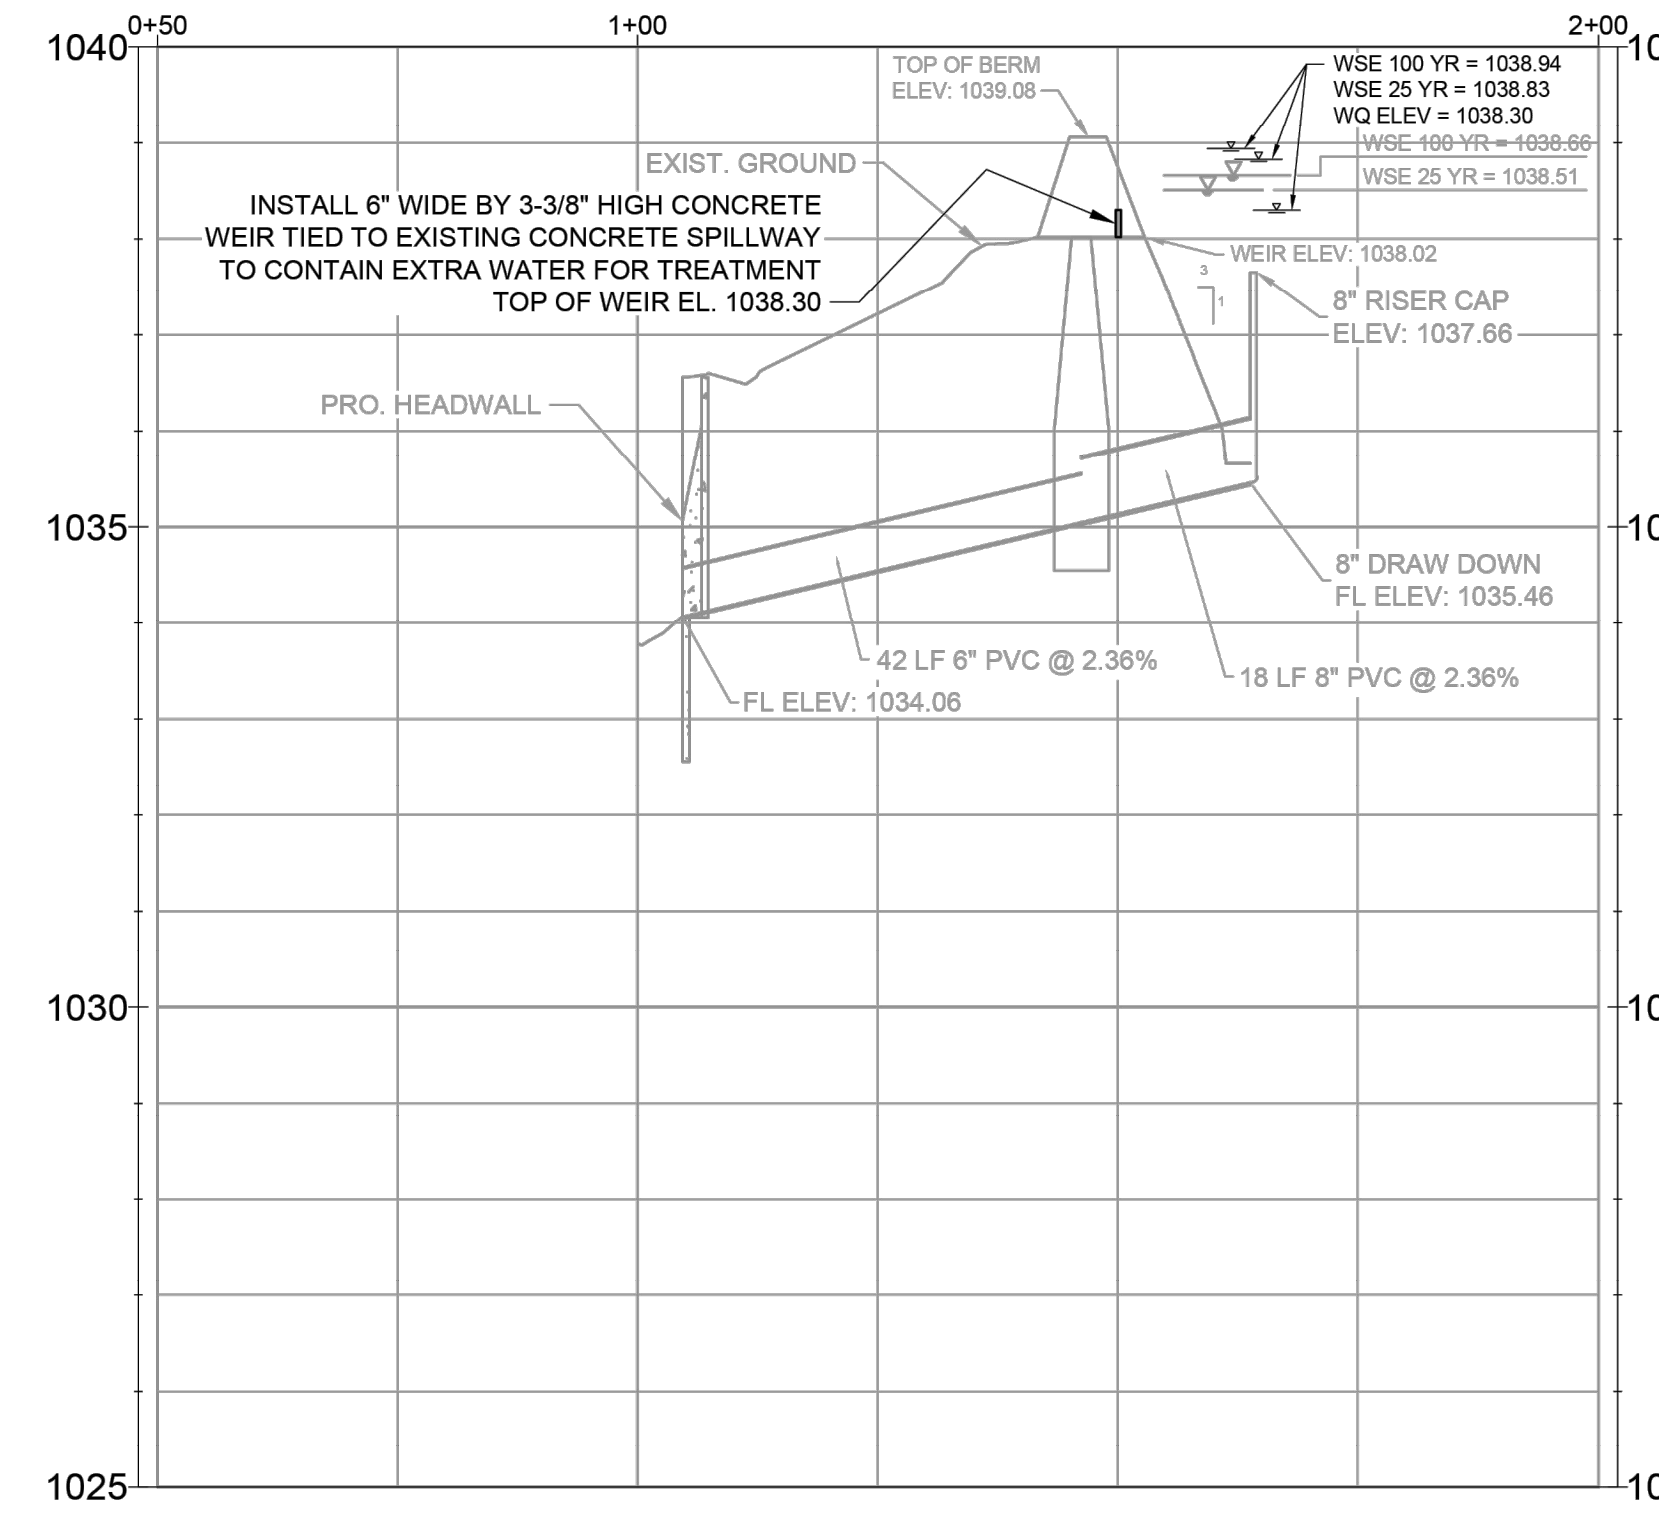 0+50
1+00
2+00
1040
10
TOP OF BERM
ELEV: 1039.08
WSE 100 YR = 1038.94
WSE 25 YR = 1038.83
WQ ELEV = 1038.30
WSE 100 YR = 1038.66
WSE 25 YR = 1038.51
EXIST. GROUND
INSTALL 6" WIDE BY 3-3/8" HIGH CONCRETE
WEIR TIED TO EXISTING CONCRETE SPILLWAY
TO CONTAIN EXTRA WATER FOR TREATMENT
TOP OF WEIR EL. 1038.30
WEIR ELEV: 1038.02
3
1
8" RISER CAP
ELEV: 1037.66
PRO. HEADWALL
1035
10
8" DRAW DOWN
FL ELEV: 1035.46
42 LF 6" PVC @ 2.36%
18 LF 8" PVC @ 2.36%
FL ELEV: 1034.06
1030
10
1025
10